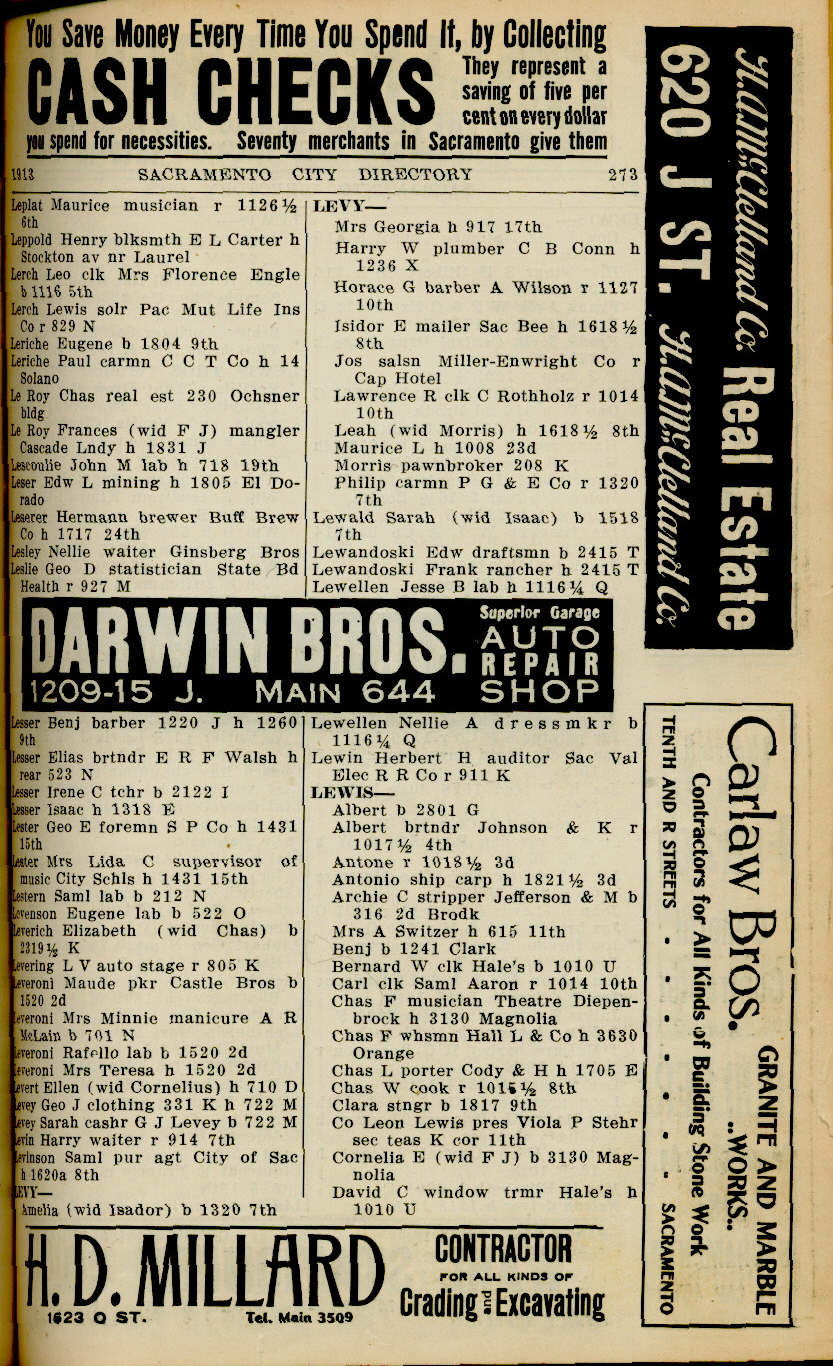 You Save Money Every Time You Spend It, by Collecting
CASH CHECKS
They represent a
saving of five per
cent on every dollar
you spend for necessities. Seventy merchants in Sacramento give them
1913 SACRAMENTO CITY DIRECTORY 273
Leplat Maurice musician r 1126½
6th
Leppold Henry blksmth E L Carter h
Stockton av nr Laurel
Lerch Leo clk Mrs Florence Engle
b 1116 5th
Lerch Lewis solr Pac Mut Life Ins
Co r 829 N
Leriche Eugene b 1804 9th
Leriche Paul carmn C C T Co h 14
Solano
Le Roy Chas real est 230 Ochsner
bldg
Le Roy Frances (wid F J) mangler
Cascade Lndy h 1831 J
Lescoulie John M lab h 718 19th
Leser Edw L mining h 1805 El Do-
rado
Leserer Hermann brewer Buff Brew
Co h 1717 24th
Lesley Nellie waiter Ginsberg Bros
Leslie Geo D statistician State Bd
Health r 927 M
LEVY—
Mrs Georgia h 917 17th
Harry W plumber C B Conn h
1236 X
Horace G barber A Wilson r 1127
10th
Isidor E mailer Sac Bee h 1618½
8th
Jos salsn Miller-Enwright Co r
Cap Hotel
Lawrence R clk C Rothholz r 1014
10th
Leah (wid Morris) h 1618½ 8th
Maurice L h 1008 23d
Morris pawnbroker 208 K
Philip carmn P G & E Co r 1320
7th
Lewald Sarah (wid Isaac) b 1518
7th
Lewandoski Edw draftsmn b 2415 T
Lewandoski Frank rancher h 2415 T
Lewellen Jesse B lab h 1116¼ Q
DARWIN BROS.
1209-15 J. MAIN 644
Superior Garage
AUTO
REPAIR
SHOP
Lesser Benj barber 1220 J h 1260
9th
Lesser Elias brtndr E R F Walsh h
rear 523 N
Lesser Irene C tchr b 2122 I
Lesser Isaac h 1318 E
Lester Geo E foremn S P Co h 1431
15th
Lester Mrs Lida C supervisor of
music City Schls h 1431 15th
Lestern Saml lab b 212 N
Levenson Eugene lab b 522 O
Leverich Elizabeth (wid Chas) b
2319½ K
Levering L V auto stage r 805 K
Leveroni Maude pkr Castle Bros b
1520 2d
Leveroni Mrs Minnie manicure A R
McLain b 701 N
Leveroni Rafello lab b 1520 2d
Leveroni Mrs Teresa h 1520 2d
Levert Ellen (wid Cornelius) h 710 D
Levey Geo J clothing 331 K h 722 M
Levey Sarah cashr G J Levey b 722 M
Levin Harry waiter r 914 7th
Levinson Saml pur agt City of Sac
h 1620a 8th
LEVY—
Amelia (wid Isador) b 1320 7th
Lewellen Nellie A dressmkr b
1116¼ Q
Lewin Herbert H auditor Sac Val
Elec R R Co r 911 K
LEWIS—
Albert b 2801 G
Albert brtndr Johnson & K r
1017½ 4th
Antone r 1018½ 3d
Antonio ship carp h 1821½ 3d
Archie C stripper Jefferson & M b
316 2d Brodk
Mrs A Switzer h 615 11th
Benj b 1241 Clark
Bernard W clk Hale's b 1010 U
Carl clk Saml Aaron r 1014 10th
Chas F musician Theatre Diepen-
brock h 3130 Magnolia
Chas F whsmn Hall L & Co h 3630
Orange
Chas L porter Cody & H h 1705 E
Chas W cook r 1015½ 8th
Clara stngr b 1817 9th
Co Leon Lewis pres Viola P Stehr
sec teas K cor 11th
Cornelia E (wid F J) b 3130 Mag-
nolia
David C window trmr Hale's h
1010 U
H. D. MILLARD
1623 O ST. Tel. Main 3509
CONTRACTOR
FOR ALL KINDS OF
Grading and Excavating
H. A. McClelland Co. H. A. McClelland Co.
620 J ST. Real Estate
Carlaw Bros. GRANITE AND MARBLE
..WORKS..
Contractors for All Kinds of Building Stone Work
TENTH AND R STREETS • • • • • • • SACRAMENTO